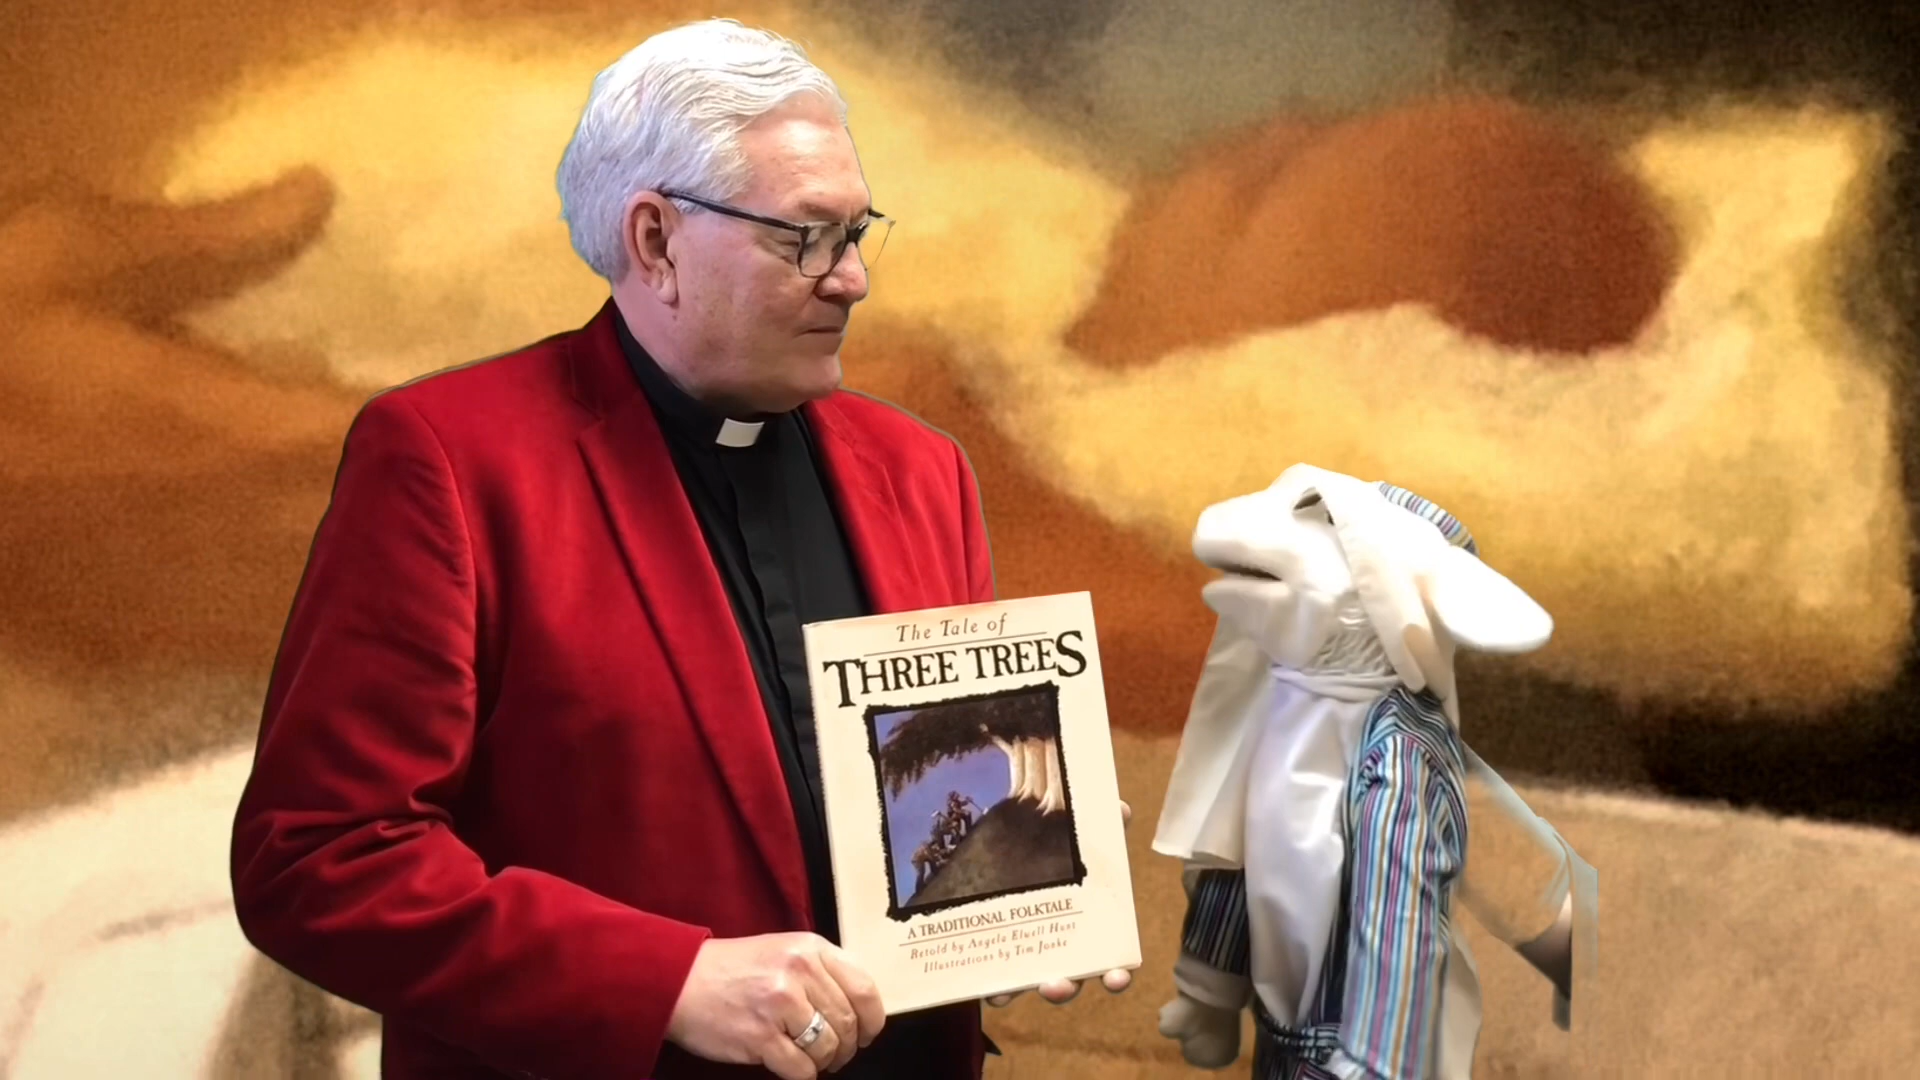 The Tale of
THREE TREES
A TRADITIONAL FOLKTALE
Retold by Angela Elwell Hunt
Illustrations by Tim Jonke